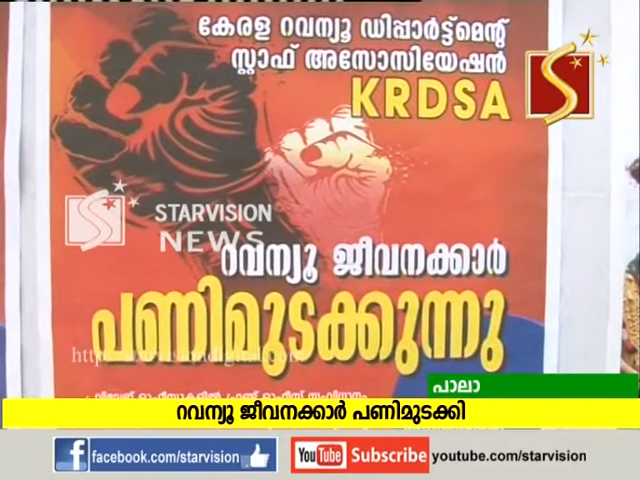 കേരള റവന്യൂ ഡിപ്പാർട്ട്മെന്റ്
സ്റ്റാഫ് അസോസിയേഷൻ
KRDSA
S
S
STARVISION
NEWS
റവന്യൂ ജീവനക്കാർ
പണിമുടക്കുന്നു
പാലാ
റവന്യൂ ജീവനക്കാർ പണിമുടക്കി
facebook.com/starvision
YouTube Subscribe youtube.com/starvision